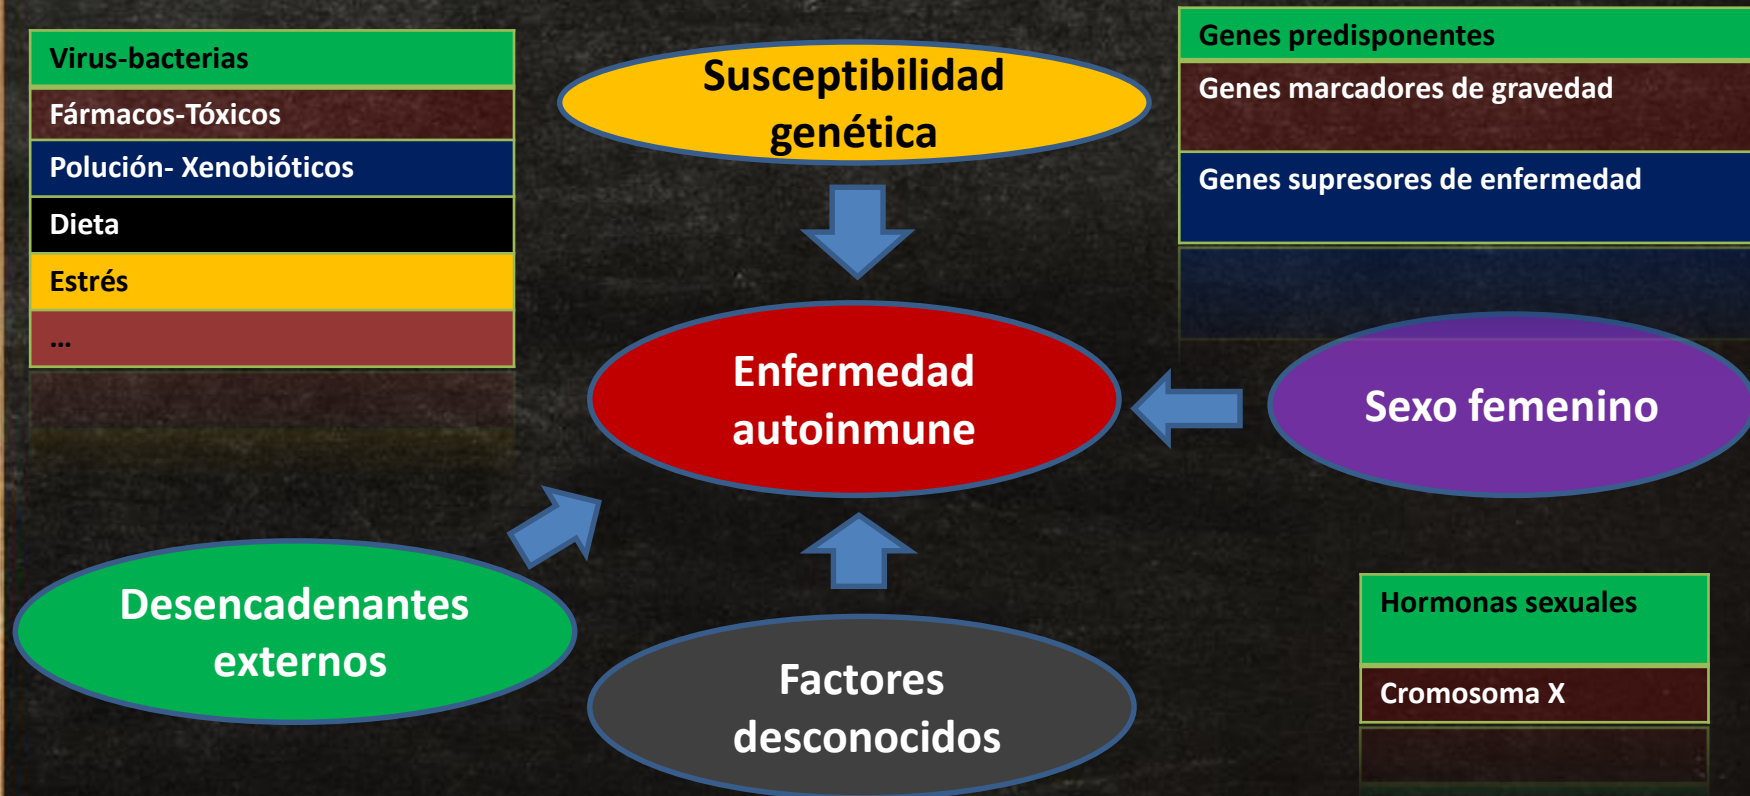 Virus-bacterias
Fármacos-Tóxicos
Polución- Xenobióticos
Dieta
Estrés
...
Susceptibilidad
genética
Genes predisponentes
Genes marcadores de gravedad
Genes supresores de enfermedad
Enfermedad
autoinmune
Sexo femenino
Desencadenantes
externos
Factores
desconocidos
Hormonas sexuales
Cromosoma X